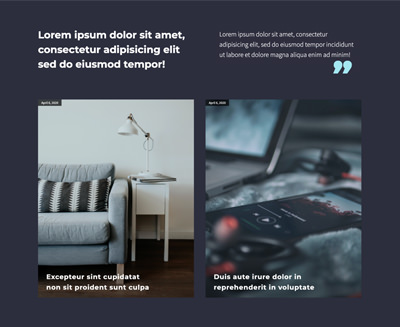 Lorem ipsum dolor sit amet,
consectetur adipisicing elit
sed do eiusmod tempor!
Lorem ipsum dolor sit amet, consectetur
adipisicing elit, sed do eiusmod tempor incididunt
ut labore et dolore magna aliqua enim ad minim!
April 6, 2020
Excepteur sint cupidatat
non sit proident sunt culpa
April 6, 2020
Duis aute irure dolor in
reprehenderit in voluptate